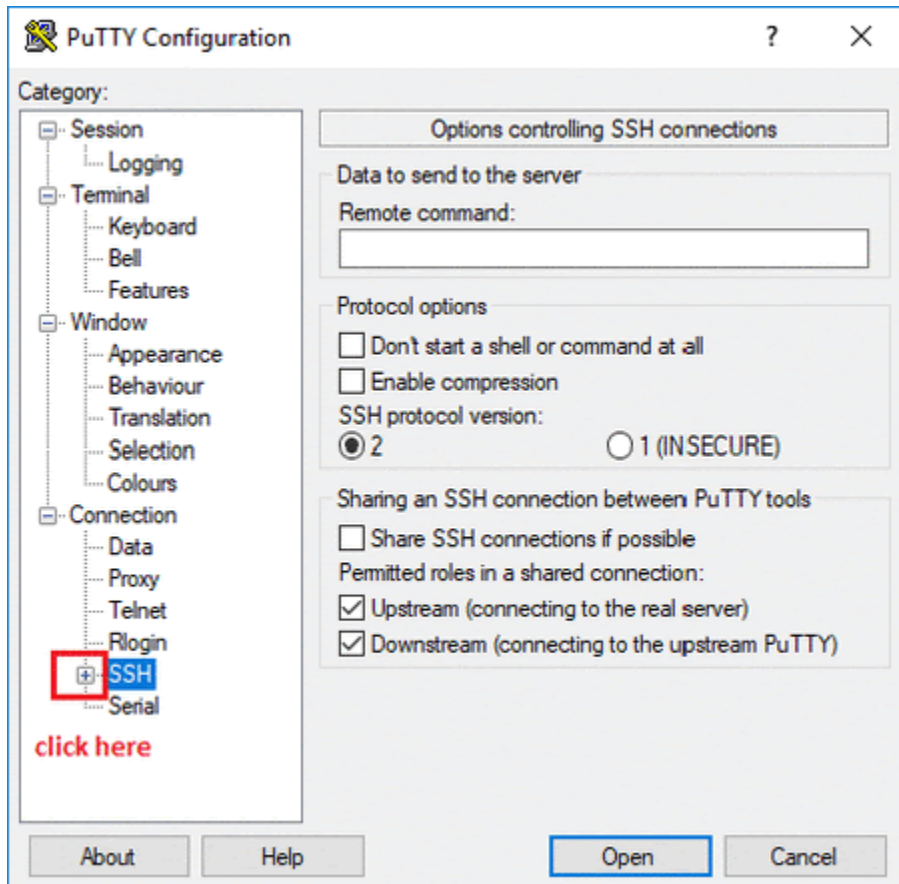 PuTTY Configuration
?
Category:
Session
Logging
Terminal
Keyboard
Bell
Features
Window
Appearance
Behaviour
Translation
Selection
Colours
Connection
Data
Proxy
Telnet
Rlogin
SSH
Serial
click here
Options controlling SSH connections
Data to send to the server
Remote command:
Protocol options
Don't start a shell or command at all
Enable compression
SSH protocol version:
2 1 (INSECURE)
Sharing an SSH connection between PuTTY tools
Share SSH connections if possible
Permitted roles in a shared connection:
Upstream (connecting to the real server)
Downstream (connecting to the upstream PuTTY)
About Help Open Cancel